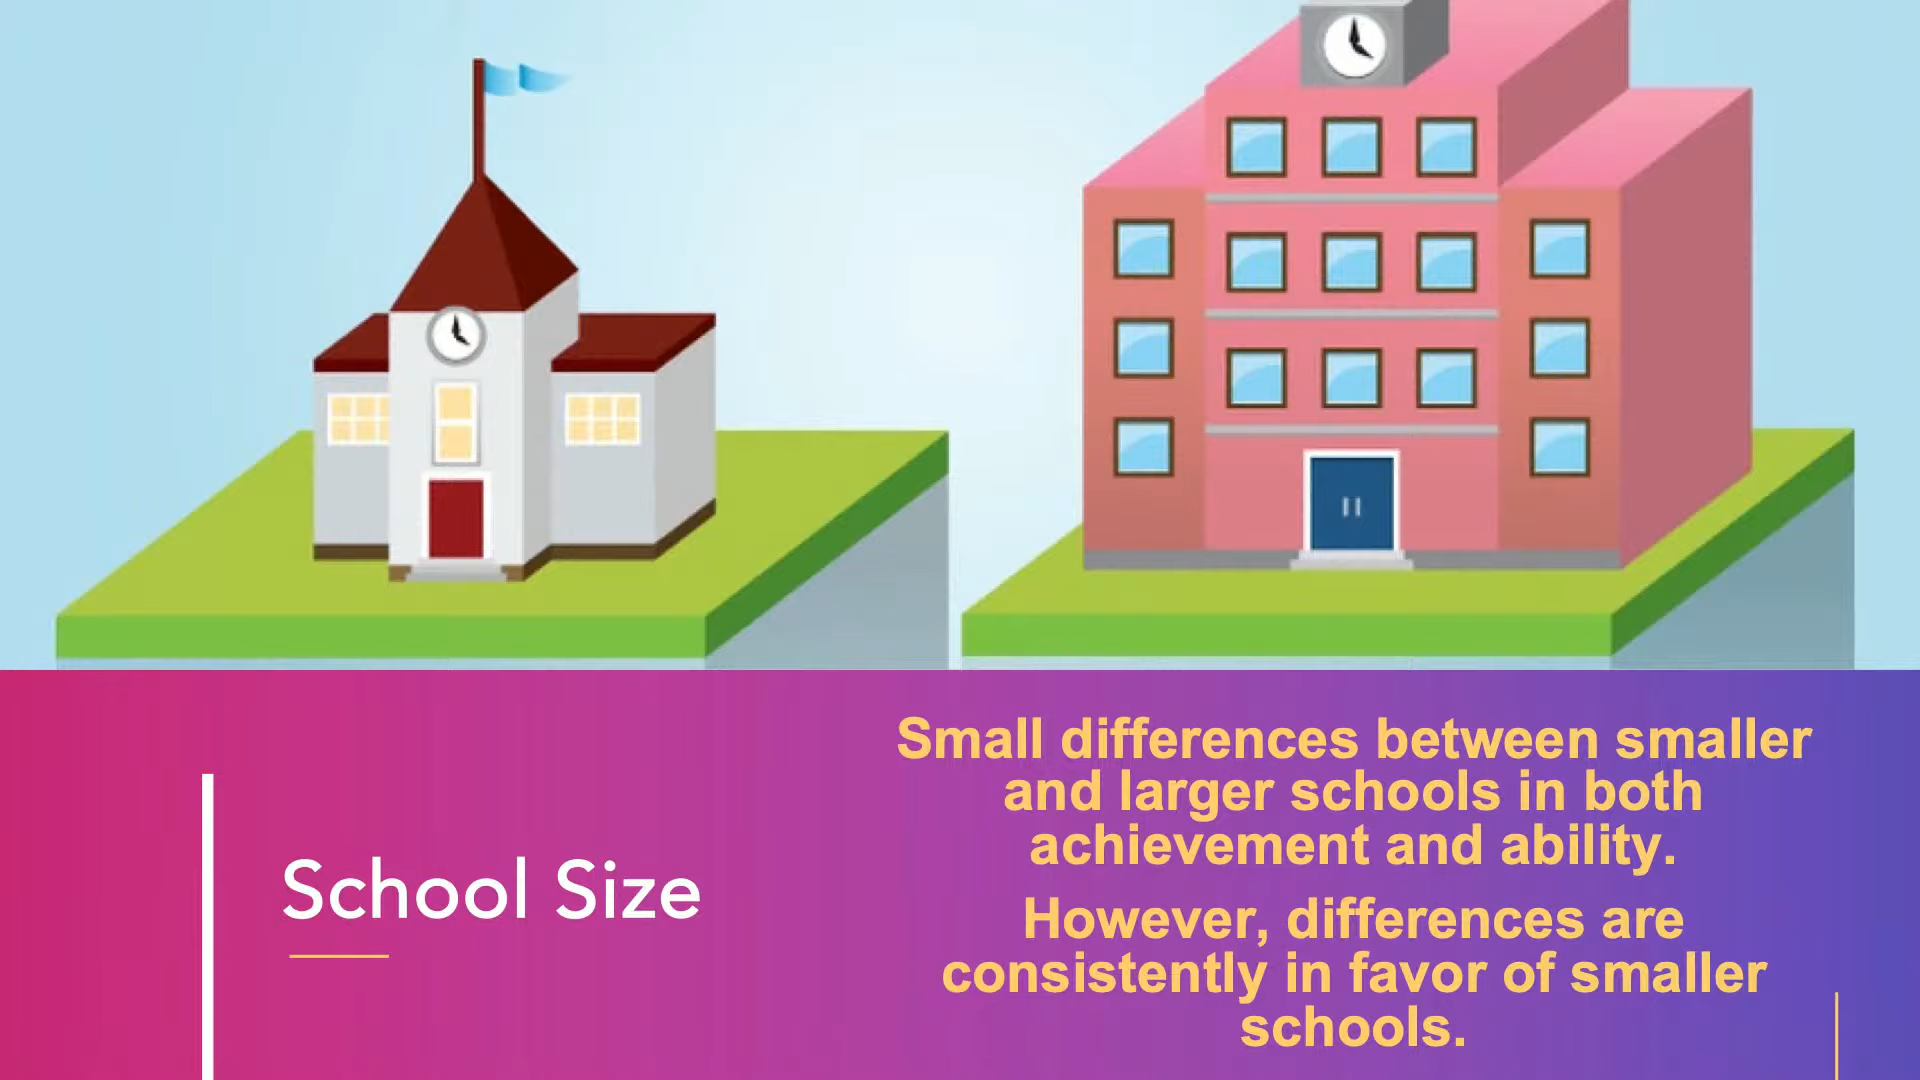 School Size
Small differences between smaller
and larger schools in both
achievement and ability.
However, differences are
consistently in favor of smaller
schools.